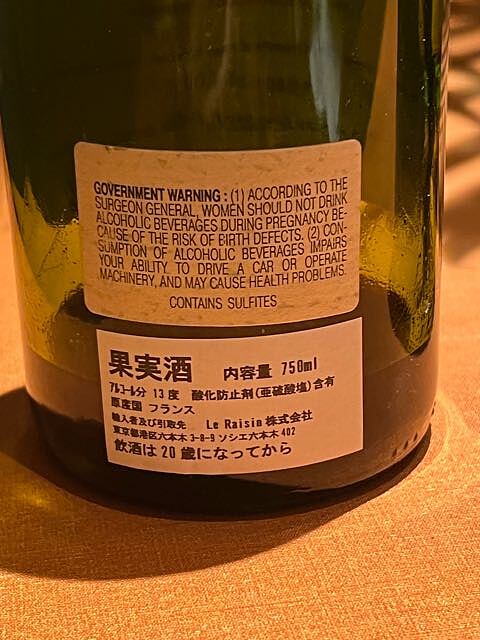 GOVERNMENT WARNING : (1) ACCORDING TO THE
SURGEON GENERAL, WOMEN SHOULD NOT DRINK
ALCOHOLIC BEVERAGES DURING PREGNANCY BE-
CAUSE OF THE RISK OF BIRTH DEFECTS. (2) CON-
SUMPTION OF ALCOHOLIC BEVERAGES IMPAIRS
YOUR ABILITY TO DRIVE A CAR OR OPERATE
MACHINERY, AND MAY CAUSE HEALTH PROBLEMS.
CONTAINS SULFITES
果実酒 内容量 750ml
アルコール分 13度 酸化防止剤(亜硫酸塩)含有
原産国 フランス
輸入者及び引取先 Le Raisin 株式会社
東京都港区六本木 3-8-9 ソシエ六本木 402
飲酒は20歳になってから